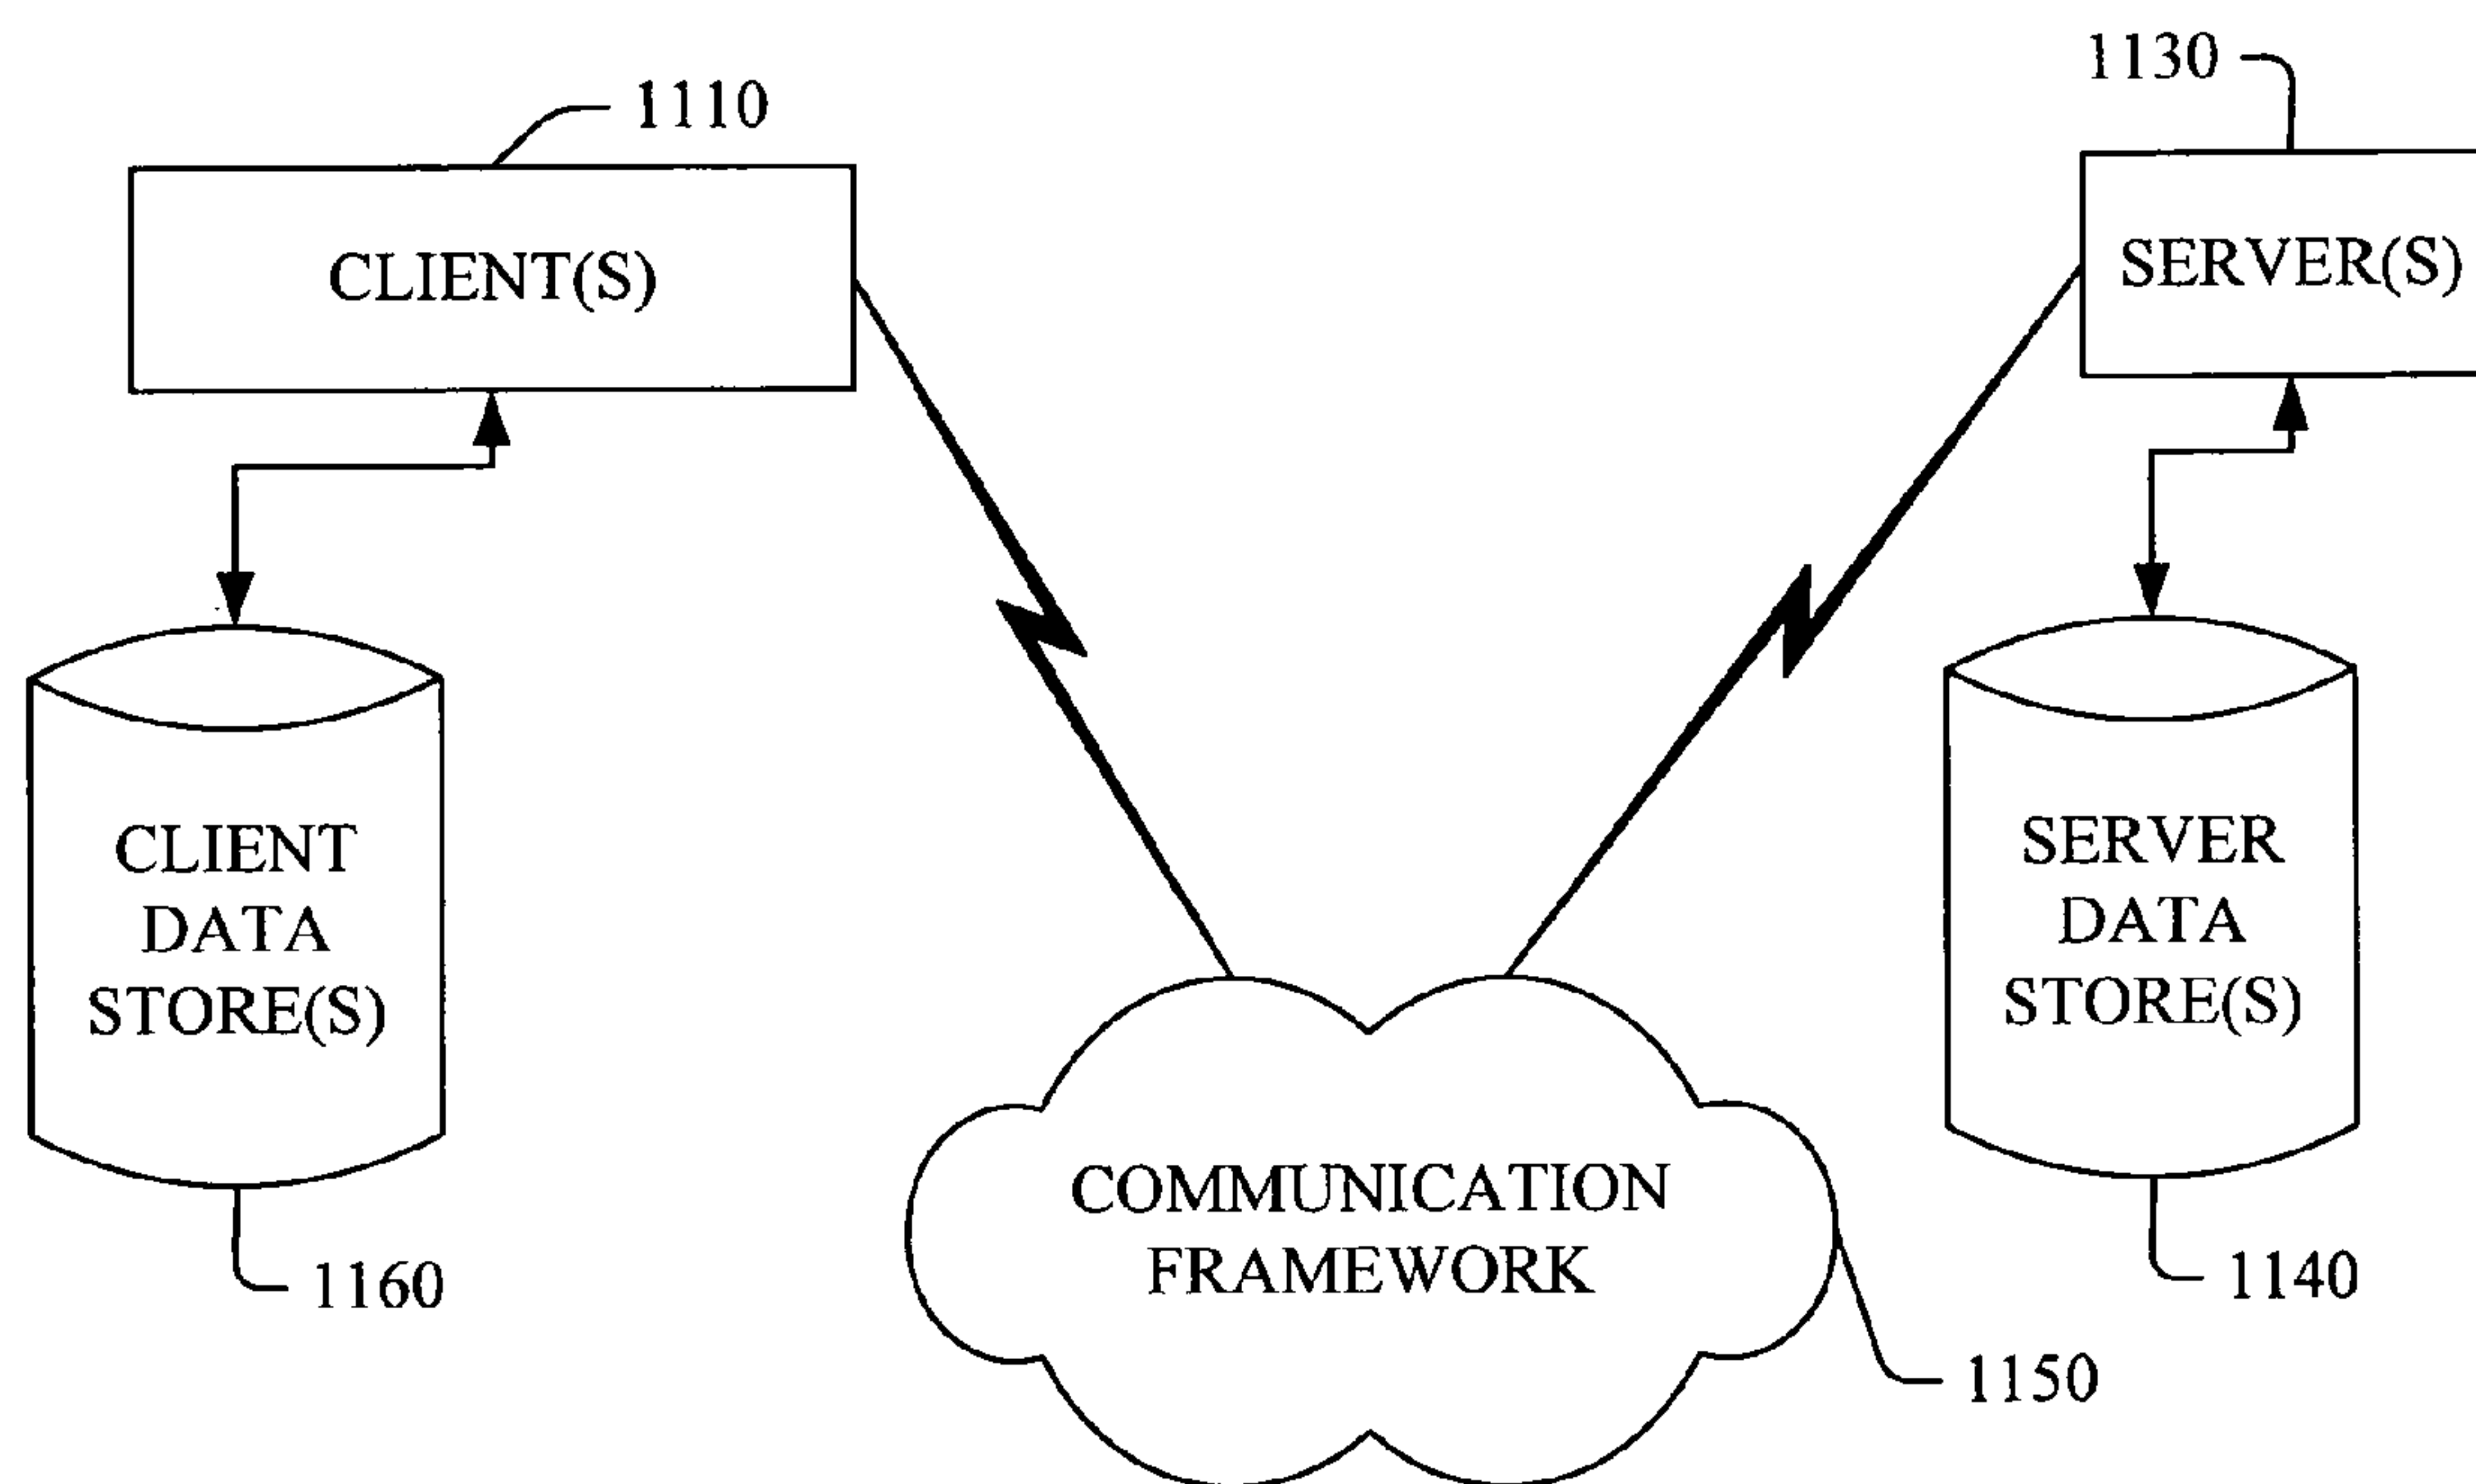 1110
1130
CLIENT(S)
SERVER(S)
CLIENT
DATA
STORE(S)
SERVER
DATA
STORE(S)
COMMUNICATION
FRAMEWORK
1160
1140
1150